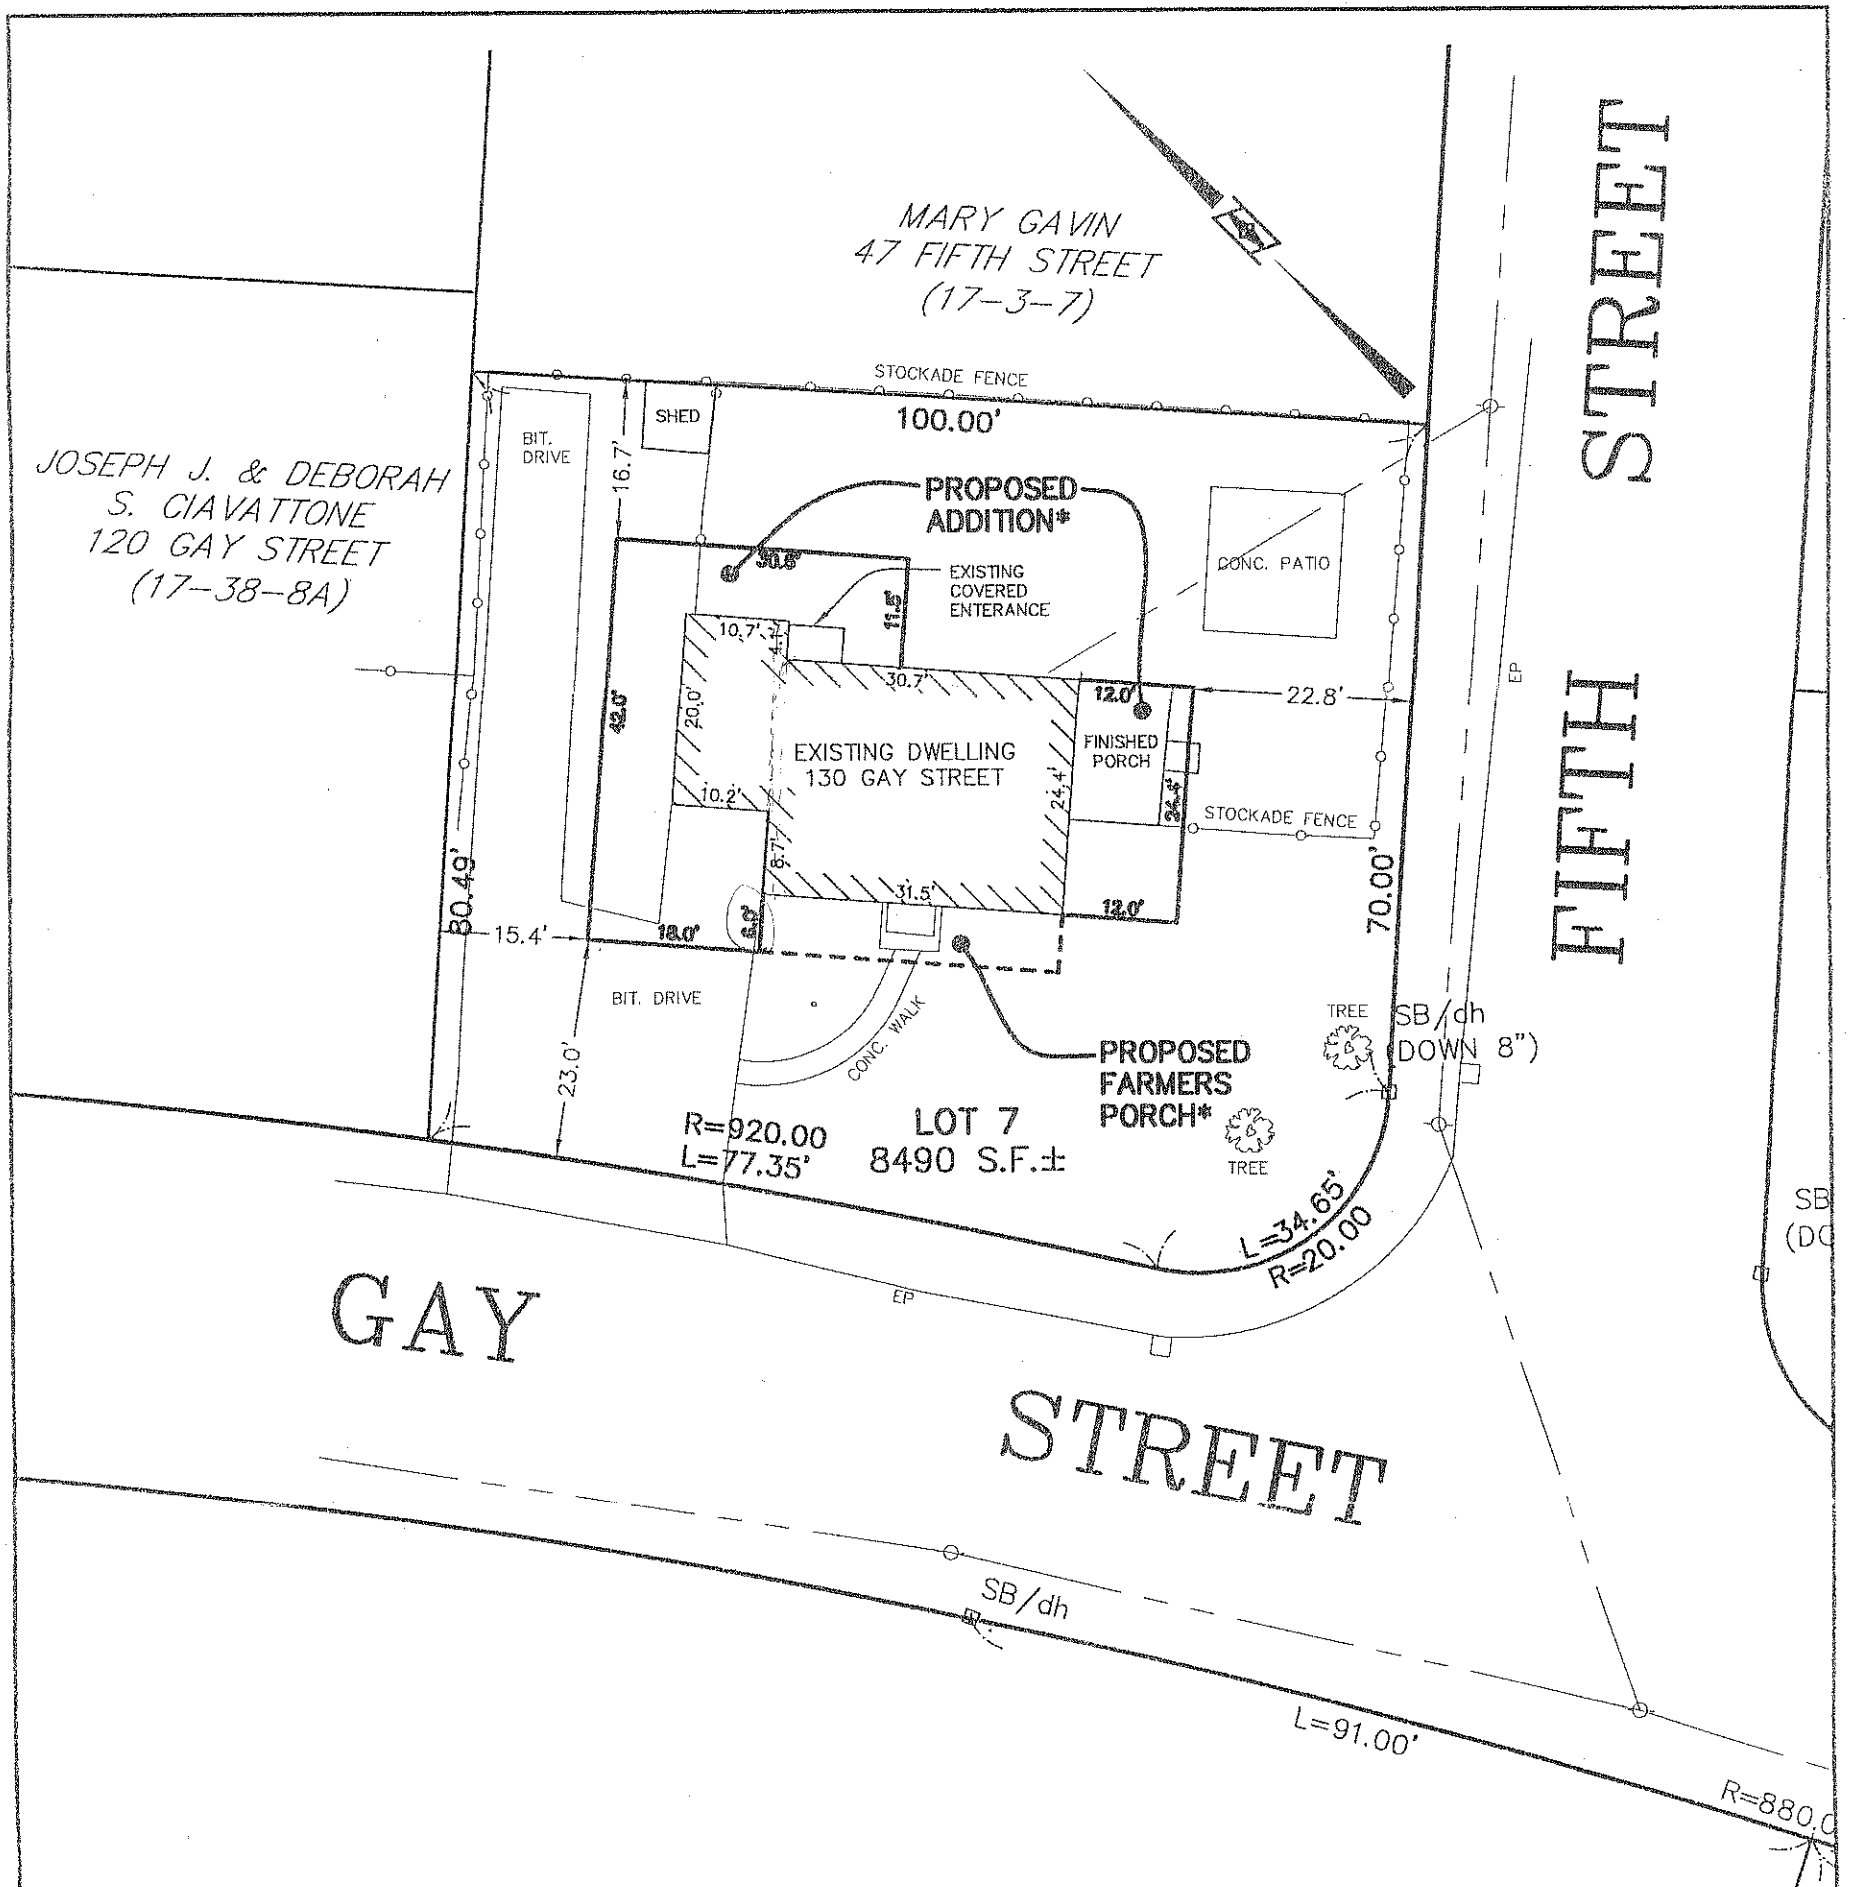 MARY GAVIN
47 FIFTH STREET
(17-3-7)
STOCKADE FENCE
100.00'
SHED
BIT.
DRIVE
16.7'
JOSEPH J. & DEBORAH
S. CIAVATTONE
120 GAY STREET
(17-38-8A)
PROPOSED
ADDITION*
EXISTING
COVERED
ENTERANCE
CONC. PATIO
11.5'
10.7'
30.7'
20.0'
42.0'
12.0'
22.8'
FINISHED
PORCH
EXISTING DWELLING
130 GAY STREET
24.4'
24.4'
10.2'
8.7'
31.5'
STOCKADE FENCE
12.0'
80.49'
15.4'
18.0'
70.00'
EP
FIFTH STREET
BIT. DRIVE
23.0'
CONC. WALK
TREE
SB/dh
(DOWN 8")
PROPOSED
FARMERS
PORCH*
TREE
R=920.00
L=77.35'
LOT 7
8490 S.F.±
L=34.65'
R=20.00
SB
(DO
EP
GAY STREET
SB/dh
L=91.00'
R=880.0